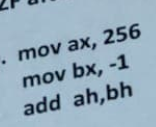 . mov ax, 256
mov bx, -1
add ah,bh